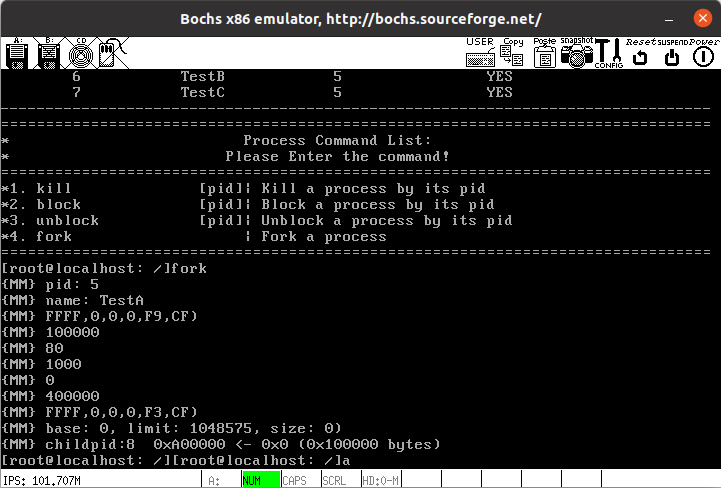 Bochs x86 emulator, http://bochs.sourceforge.net/
A: B: CD USER Copy Paste snapshot CONFIG Reset SUSPEND Power
6 TestB 5 YES
7 TestC 5 YES
--------------------------------------------------------------------------------
================================================================================
* Process Command List:
* Please Enter the command!
================================================================================
*1. kill [pid]¦ Kill a process by its pid
*2. block [pid]¦ Block a process by its pid
*3. unblock [pid]¦ Unblock a process by its pid
*4. fork ¦ Fork a process
================================================================================
[root@localhost: /]fork
{MM} pid: 5
{MM} name: TestA
{MM} FFFF,0,0,0,F9,CF)
{MM} 100000
{MM} 80
{MM} 1000
{MM} 0
{MM} 400000
{MM} FFFF,0,0,0,F3,CF)
{MM} base: 0, limit: 1048575, size: 0)
{MM} childpid:8 0xA00000 <- 0x0 (0x100000 bytes)
[root@localhost: /][root@localhost: /]a
IPS: 101.707M A: NUM CAPS SCRL HD:0-M